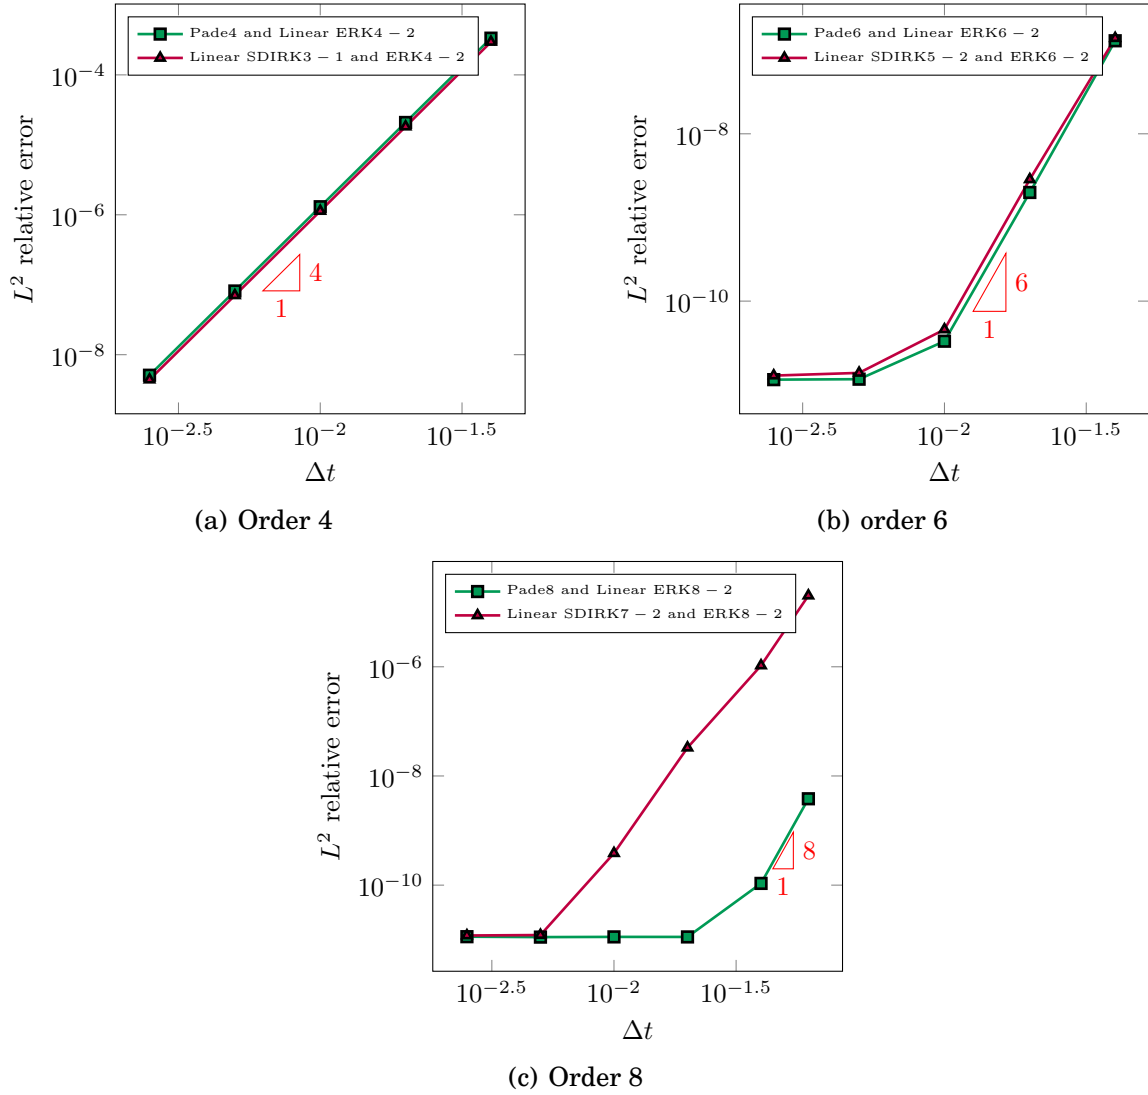 Pade4 and Linear ERK4 − 2
Linear SDIRK3 − 1 and ERK4 − 2
10^−4
10^−6
10^−8
L^2 relative error
4
1
10^−2.5
10^−2
10^−1.5
Δt
(a) Order 4
Pade6 and Linear ERK6 − 2
Linear SDIRK5 − 2 and ERK6 − 2
10^−8
10^−10
L^2 relative error
6
1
10^−2.5
10^−2
10^−1.5
Δt
(b) order 6
Pade8 and Linear ERK8 − 2
Linear SDIRK7 − 2 and ERK8 − 2
10^−6
10^−8
10^−10
L^2 relative error
8
1
10^−2.5
10^−2
10^−1.5
Δt
(c) Order 8